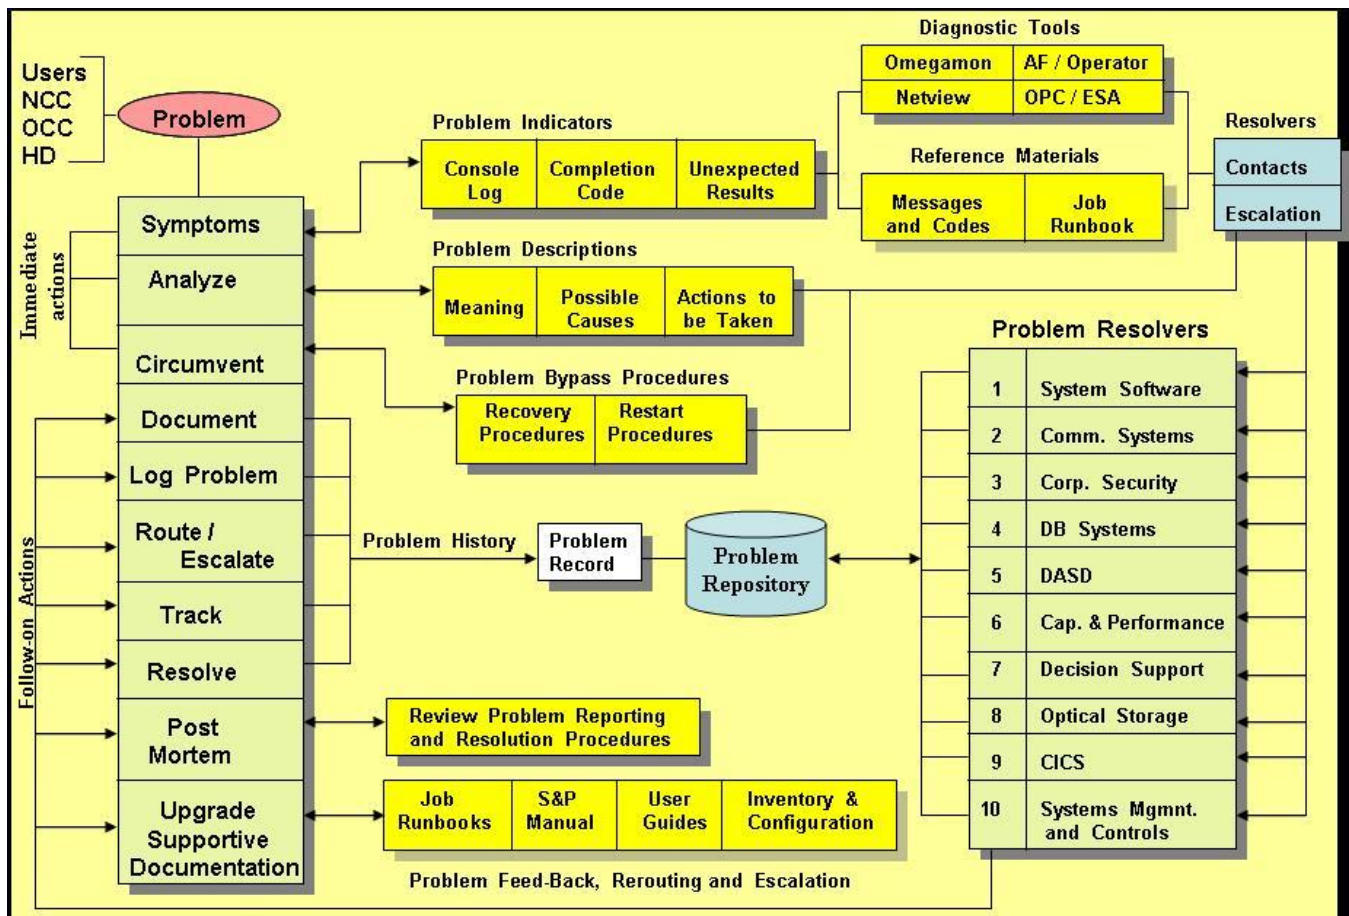 Users
NCC
OCC
HD
Problem
Immediate
actions
Follow-on Actions
Symptoms
Analyze
Circumvent
Document
Log Problem
Route /
Escalate
Track
Resolve
Post
Mortem
Upgrade
Supportive
Documentation
Problem Indicators
Console
Log
Completion
Code
Unexpected
Results
Problem Descriptions
Meaning
Possible
Causes
Actions to
be Taken
Problem Bypass Procedures
Recovery
Procedures
Restart
Procedures
Problem History
Problem
Record
Problem
Repository
Review Problem Reporting
and Resolution Procedures
Job
Runbooks
S&P
Manual
User
Guides
Inventory &
Configuration
Problem Feed-Back, Rerouting and Escalation
Diagnostic Tools
Omegamon
AF / Operator
Netview
OPC / ESA
Reference Materials
Messages
and Codes
Job
Runbook
Resolvers
Contacts
Escalation
Problem Resolvers
1 System Software
2 Comm. Systems
3 Corp. Security
4 DB Systems
5 DASD
6 Cap. & Performance
7 Decision Support
8 Optical Storage
9 CICS
10 Systems Mgmnt.
and Controls